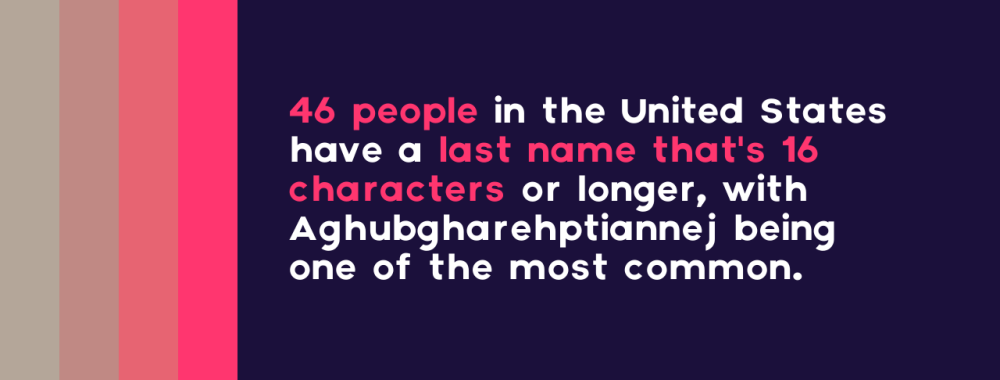 46 people in the United States
have a last name that's 16
characters or longer, with
Aghubgharehptiannej being
one of the most common.